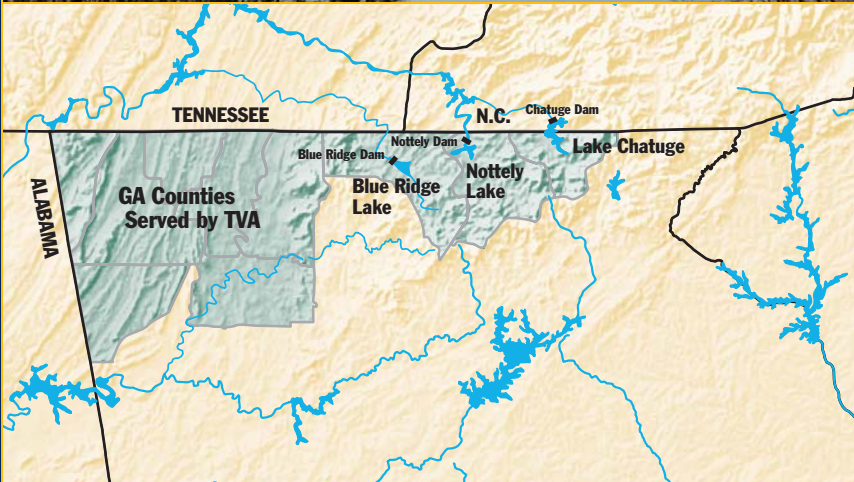 TENNESSEE
N.C.
Chatuge Dam
Nottely Dam
Lake Chatuge
Blue Ridge Dam
Nottely
Lake
Blue Ridge
Lake
GA Counties
Served by TVA
ALABAMA